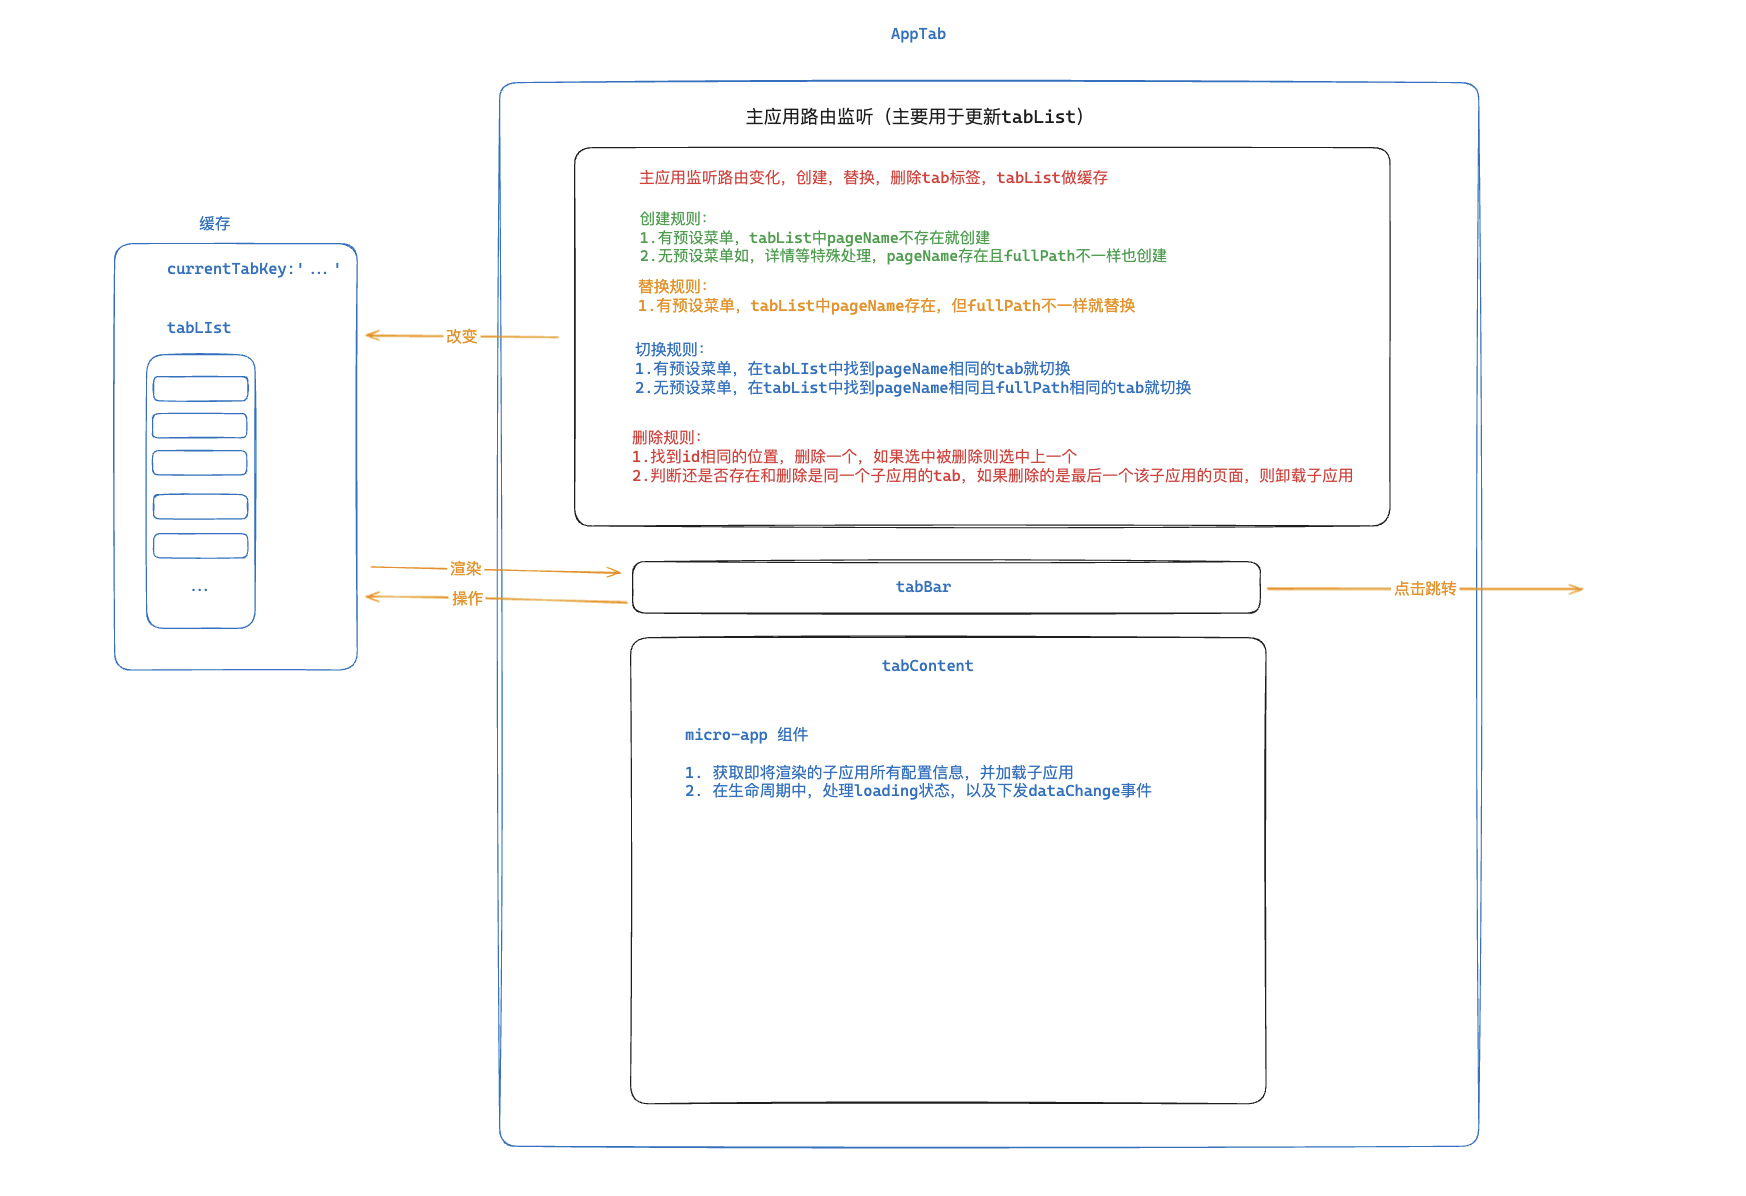 AppTab
主应用路由监听（主要用于更新tabList）
主应用监听路由变化，创建，替换，删除tab标签，tabList做缓存
创建规则：
1.有预设菜单，tabList中pageName不存在就创建
2.无预设菜单如，详情等特殊处理，pageName存在且fullPath不一样也创建
替换规则：
1.有预设菜单，tabList中pageName存在，但fullPath不一样就替换
切换规则：
1.有预设菜单，在tabLIst中找到pageName相同的tab就切换
2.无预设菜单，在tabList中找到pageName相同且fullPath相同的tab就切换
删除规则：
1.找到id相同的位置，删除一个，如果选中被删除则选中上一个
2.判断还是否存在和删除是同一个子应用的tab，如果删除的是最后一个该子应用的页面，则卸载子应用
缓存
currentTabKey:'...'
tabLIst
...
改变
渲染
操作
tabBar
点击跳转
tabContent
micro-app 组件
1. 获取即将渲染的子应用所有配置信息，并加载子应用
2. 在生命周期中，处理loading状态，以及下发dataChange事件